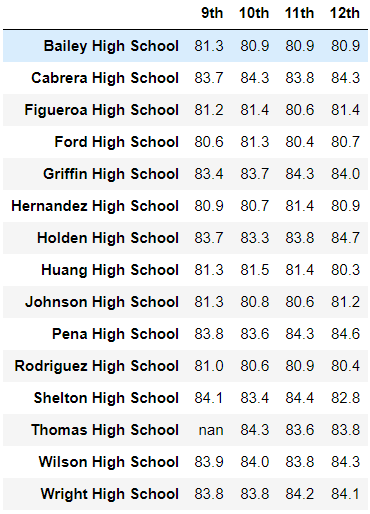 9th 10th 11th 12th
Bailey High School 81.3 80.9 80.9 80.9
Cabrera High School 83.7 84.3 83.8 84.3
Figueroa High School 81.2 81.4 80.6 81.4
Ford High School 80.6 81.3 80.4 80.7
Griffin High School 83.4 83.7 84.3 84.0
Hernandez High School 80.9 80.7 81.4 80.9
Holden High School 83.7 83.3 83.8 84.7
Huang High School 81.3 81.5 81.4 80.3
Johnson High School 81.3 80.8 80.6 81.2
Pena High School 83.8 83.6 84.3 84.6
Rodriguez High School 81.0 80.6 80.9 80.4
Shelton High School 84.1 83.4 84.4 82.8
Thomas High School nan 84.3 83.6 83.8
Wilson High School 83.9 84.0 83.8 84.3
Wright High School 83.8 83.8 84.2 84.1